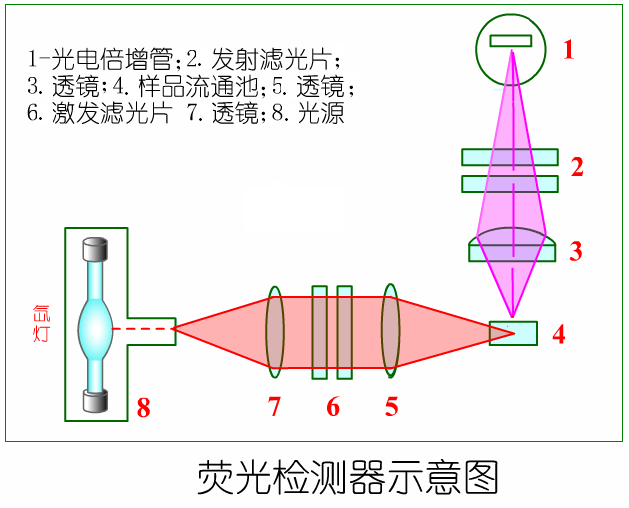 1-光电倍增管;2. 发射滤光片;
3. 透镜;4. 样品流通池;5. 透镜;
6. 激发滤光片 7. 透镜;8. 光源
1
2
3
氙灯
4
8
7
6
5
荧光检测器示意图